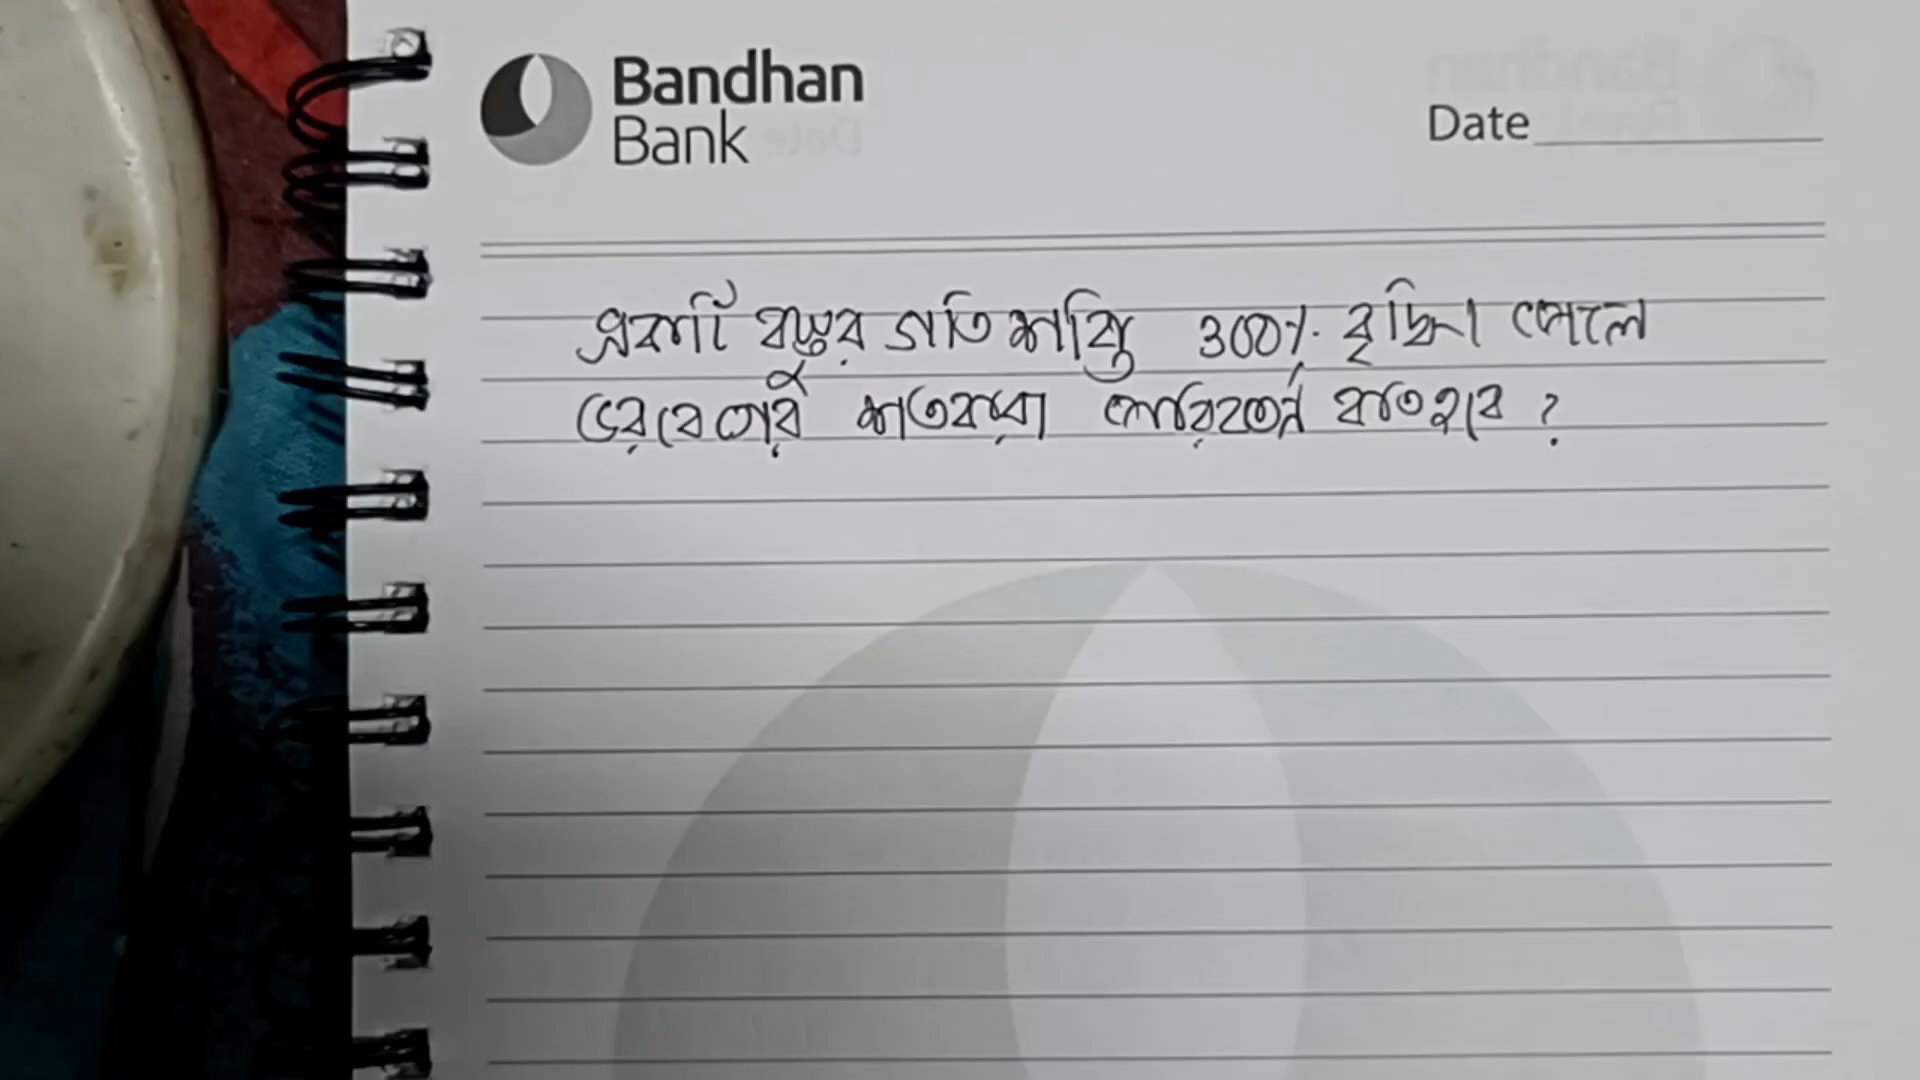 Bandhan
Bank
Date
একটি বস্তুর গতিশক্তি 300% বৃদ্ধি পেলে
ভরবেগের শতকরা পরিবর্তন কত হবে ?